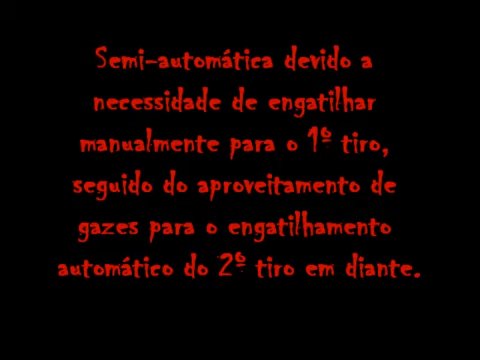 Semi-automática devido a
necessidade de engatilhar
manualmente para o 1º tiro,
seguido do aproveitamento de
gazes para o engatilhamento
automático do 2º tiro em diante.